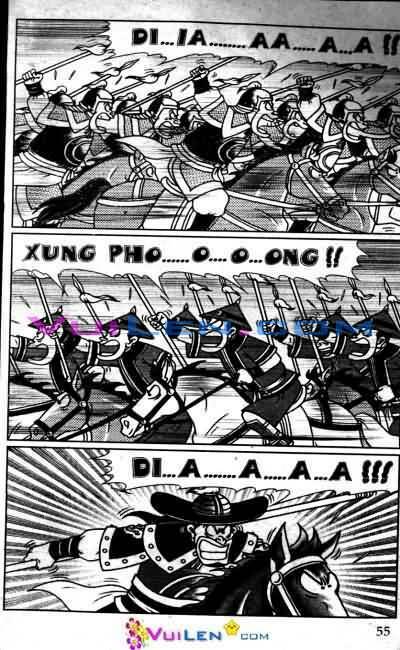 DI...IA........AA.....A...A !!
XUNG PHO......O...O...ONG !!
VuiLen.com
DI...A.......A....A...A !!!
55
VuiLen.com